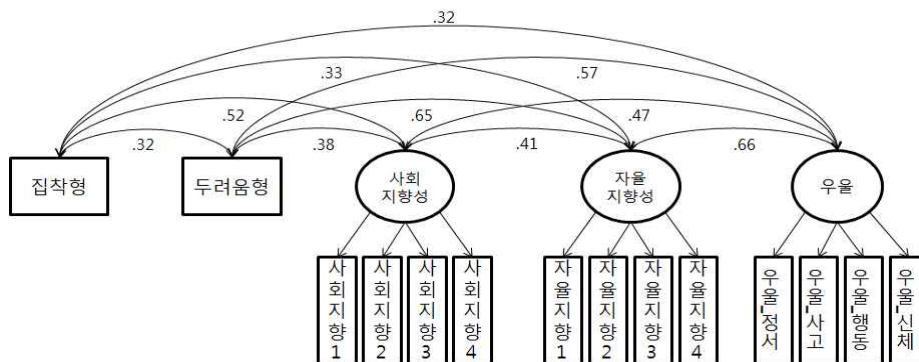 .32
.33
.57
.52
.65
.47
.32
.38
.41
.66
집착형
두려움형
사회
지향성
자율
지향성
우울
사회지향1
사회지향2
사회지향3
사회지향4
자율지향1
자율지향2
자율지향3
자율지향4
우울_정서
우울_사고
우울_행동
우울_신체